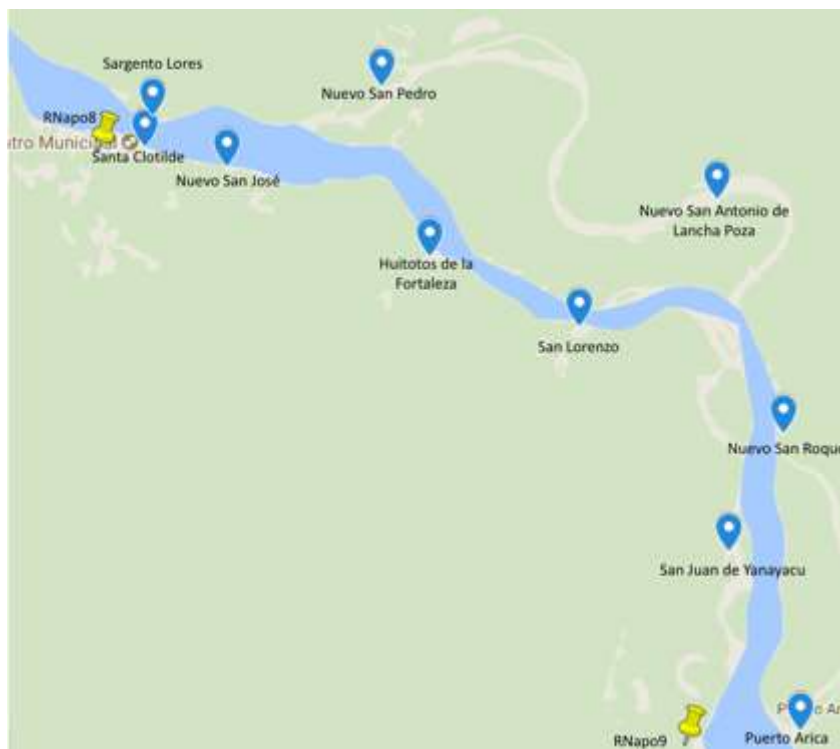 Sargento Lores
Nuevo San Pedro
RNapo8
Santa Clotilde
Nuevo San José
Nuevo San Antonio de
Lancha Poza
Huitotos de la
Fortaleza
San Lorenzo
Nuevo San Roque
San Juan de Yanayacu
RNapo9
Puerto Arica